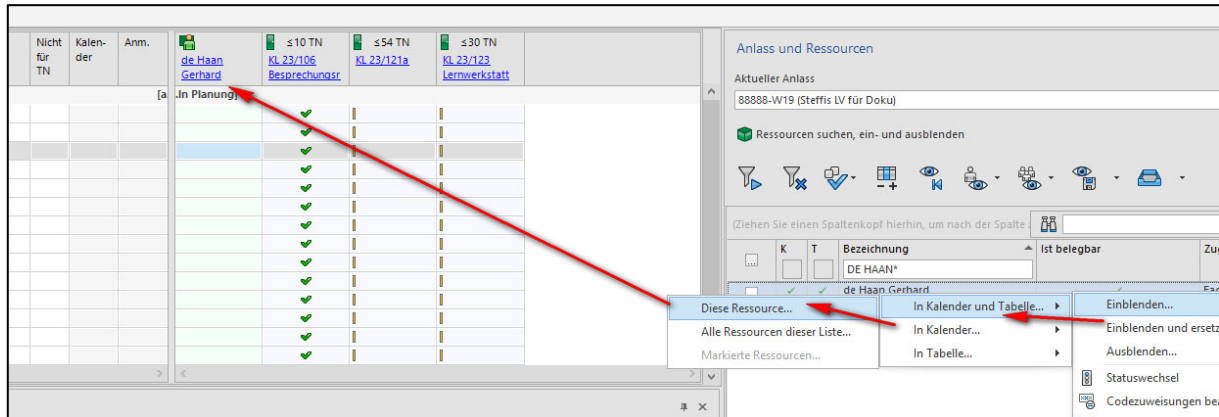 Nicht für TN
Kalen-
der
Anm.
de Haan
Gerhard
≤10 TN
KL 23/106
Besprechungsr
≤54 TN
KL 23/121a
≤30 TN
KL 23/123
Lernwerkstatt
[a
.In Planung]
Anlass und Ressourcen
Aktueller Anlass
88888-W19 (Steffis LV für Doku)
Ressourcen suchen, ein- und ausblenden
(Ziehen Sie einen Spaltenkopf hierhin, um nach der Spalte
K
T
Bezeichnung
Ist belegbar
Zug
DE HAAN*
de Haan Gerhard
Diese Ressource...
Alle Ressourcen dieser Liste...
Markierte Ressourcen...
In Kalender und Tabelle...
In Kalender...
In Tabelle...
Einblenden...
Einblenden und ersetz
Ausblenden...
Statuswechsel
Codezuweisungen bea